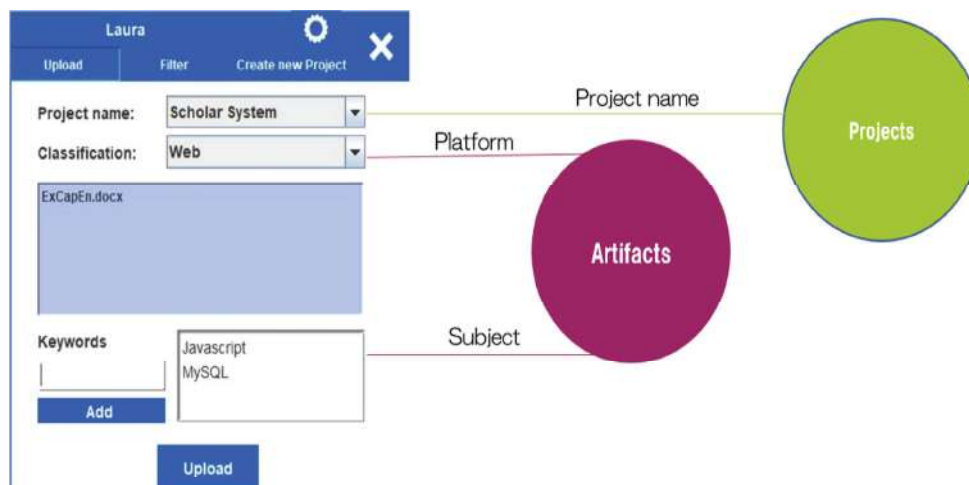 Laura
Upload Filter Create new Project
Project name: Scholar System
Project name
Projects
Classification: Web
Platform
ExCapEn.docx
Artifacts
Keywords
Javascript
MySQL
Subject
Add
Upload